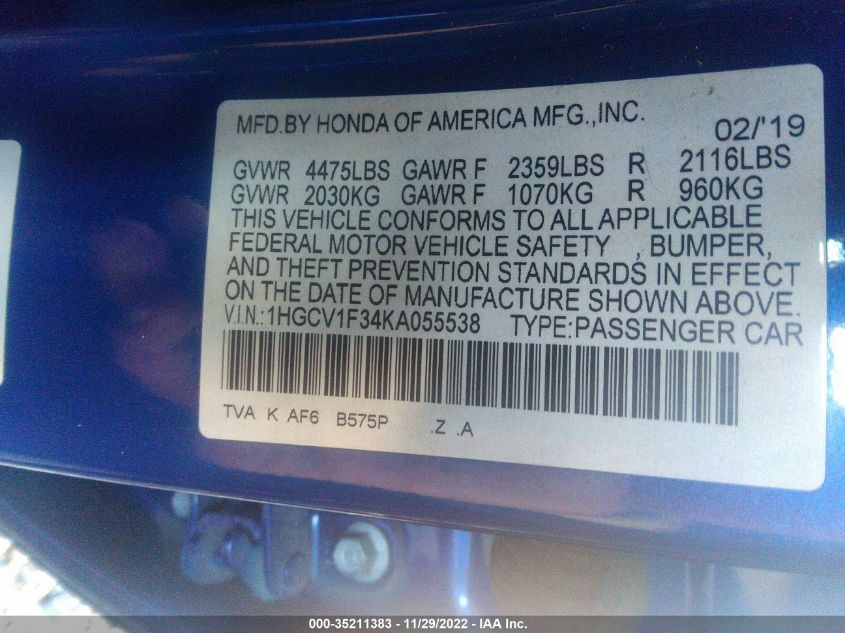 MFD.BY HONDA OF AMERICA MFG.,INC. 02/'19
GVWR 4475LBS GAWR F 2359LBS R 2116LBS
GVWR 2030KG GAWR F 1070KG R 960KG
THIS VEHICLE CONFORMS TO ALL APPLICABLE
FEDERAL MOTOR VEHICLE SAFETY , BUMPER,
AND THEFT PREVENTION STANDARDS IN EFFECT
ON THE DATE OF MANUFACTURE SHOWN ABOVE.
V.I.N.:1HGCV1F34KA055538 TYPE:PASSENGER CAR
TVA K AF6 B575P .Z .A
000-35211383 - 11/29/2022 - IAA Inc.